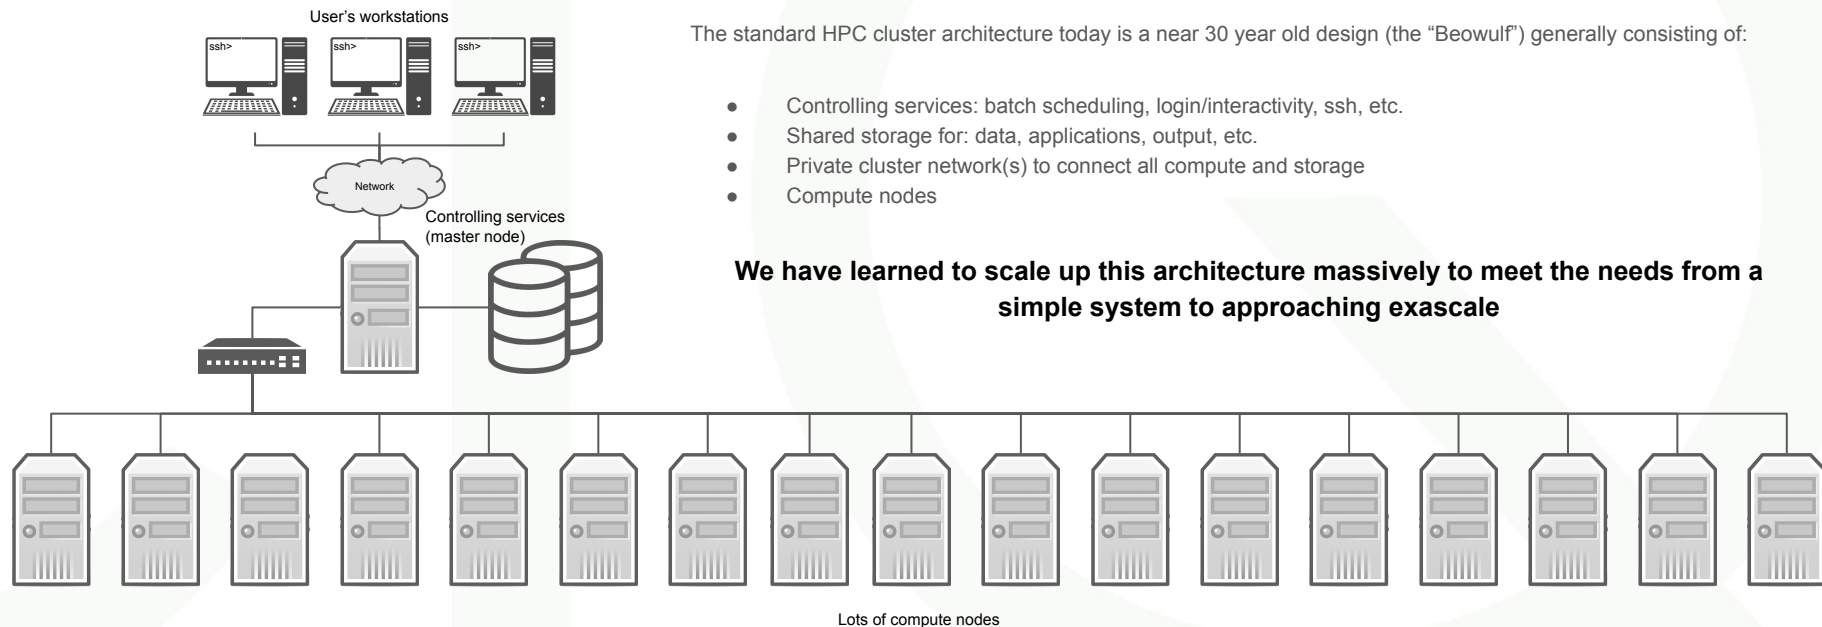 User's workstations
ssh>
ssh>
ssh>
Network
Controlling services
(master node)
The standard HPC cluster architecture today is a near 30 year old design (the “Beowulf”) generally consisting of:
● Controlling services: batch scheduling, login/interactivity, ssh, etc.
● Shared storage for: data, applications, output, etc.
● Private cluster network(s) to connect all compute and storage
● Compute nodes
We have learned to scale up this architecture massively to meet the needs from a
simple system to approaching exascale
Lots of compute nodes